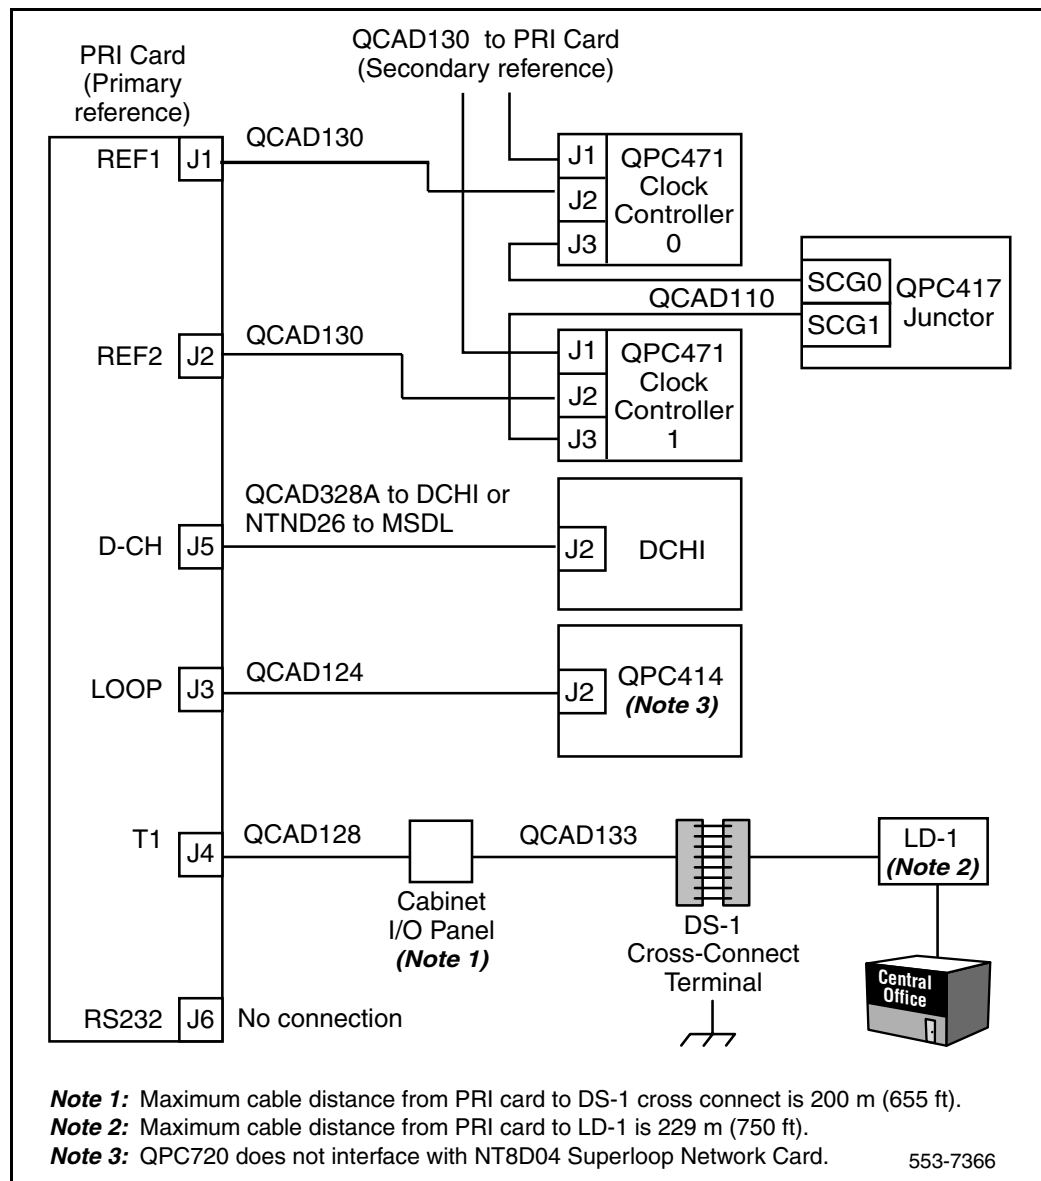 PRI Card
(Primary
reference)
QCAD130 to PRI Card
(Secondary reference)
REF1
J1
QCAD130
J1
J2
J3
QPC471
Clock
Controller
0
SCG0
SCG1
QPC417
Junctor
QCAD110
REF2
J2
QCAD130
J1
J2
J3
QPC471
Clock
Controller
1
QCAD328A to DCHI or
NTND26 to MSDL
D-CH
J5
J2
DCHI
LOOP
J3
QCAD124
J2
QPC414
(Note 3)
T1
J4
QCAD128
Cabinet
I/O Panel
(Note 1)
QCAD133
DS-1
Cross-Connect
Terminal
LD-1
(Note 2)
Central
Office
RS232
J6
No connection
Note 1: Maximum cable distance from PRI card to DS-1 cross connect is 200 m (655 ft).
Note 2: Maximum cable distance from PRI card to LD-1 is 229 m (750 ft).
Note 3: QPC720 does not interface with NT8D04 Superloop Network Card.
553-7366